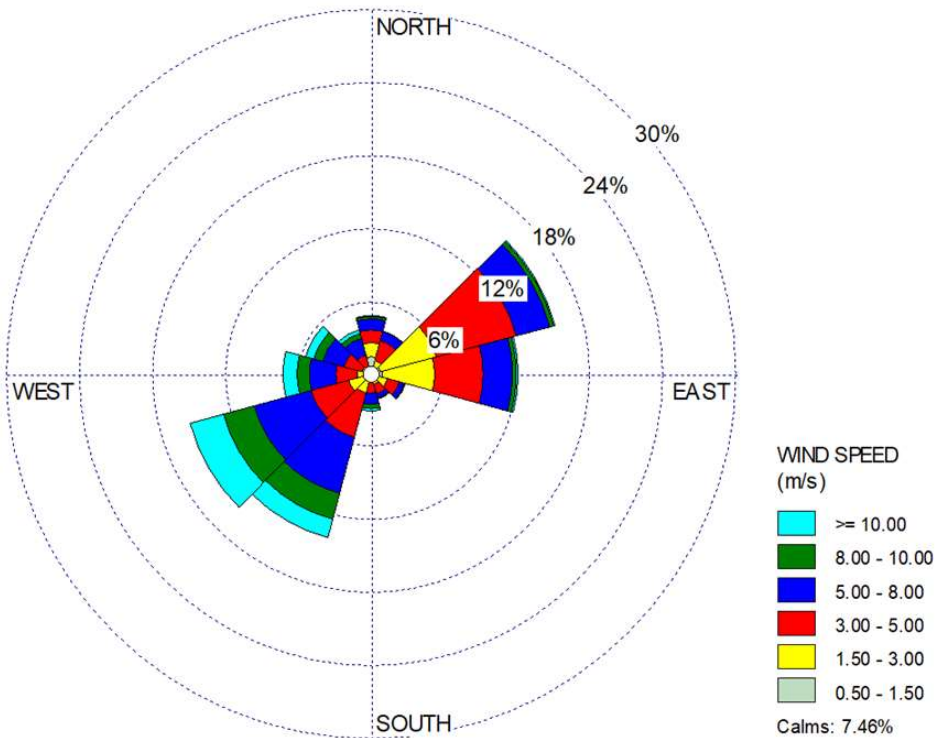 NORTH
30%
24%
18%
12%
6%
WEST
EAST
SOUTH
WIND SPEED
(m/s)
>= 10.00
8.00 - 10.00
5.00 - 8.00
3.00 - 5.00
1.50 - 3.00
0.50 - 1.50
Calms: 7.46%